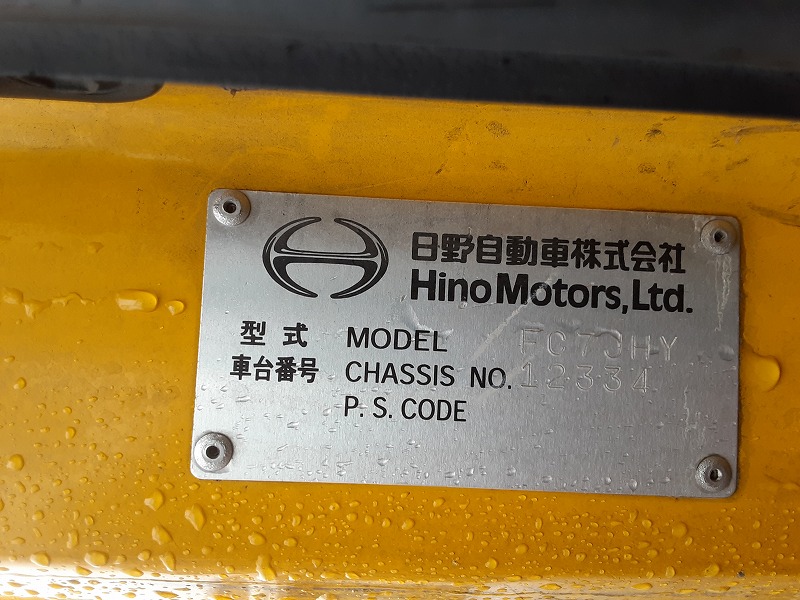 日野自動車株式会社
Hino Motors, Ltd.
型式 MODEL FC7JHY
車台番号 CHASSIS NO. 12334
P. S. CODE